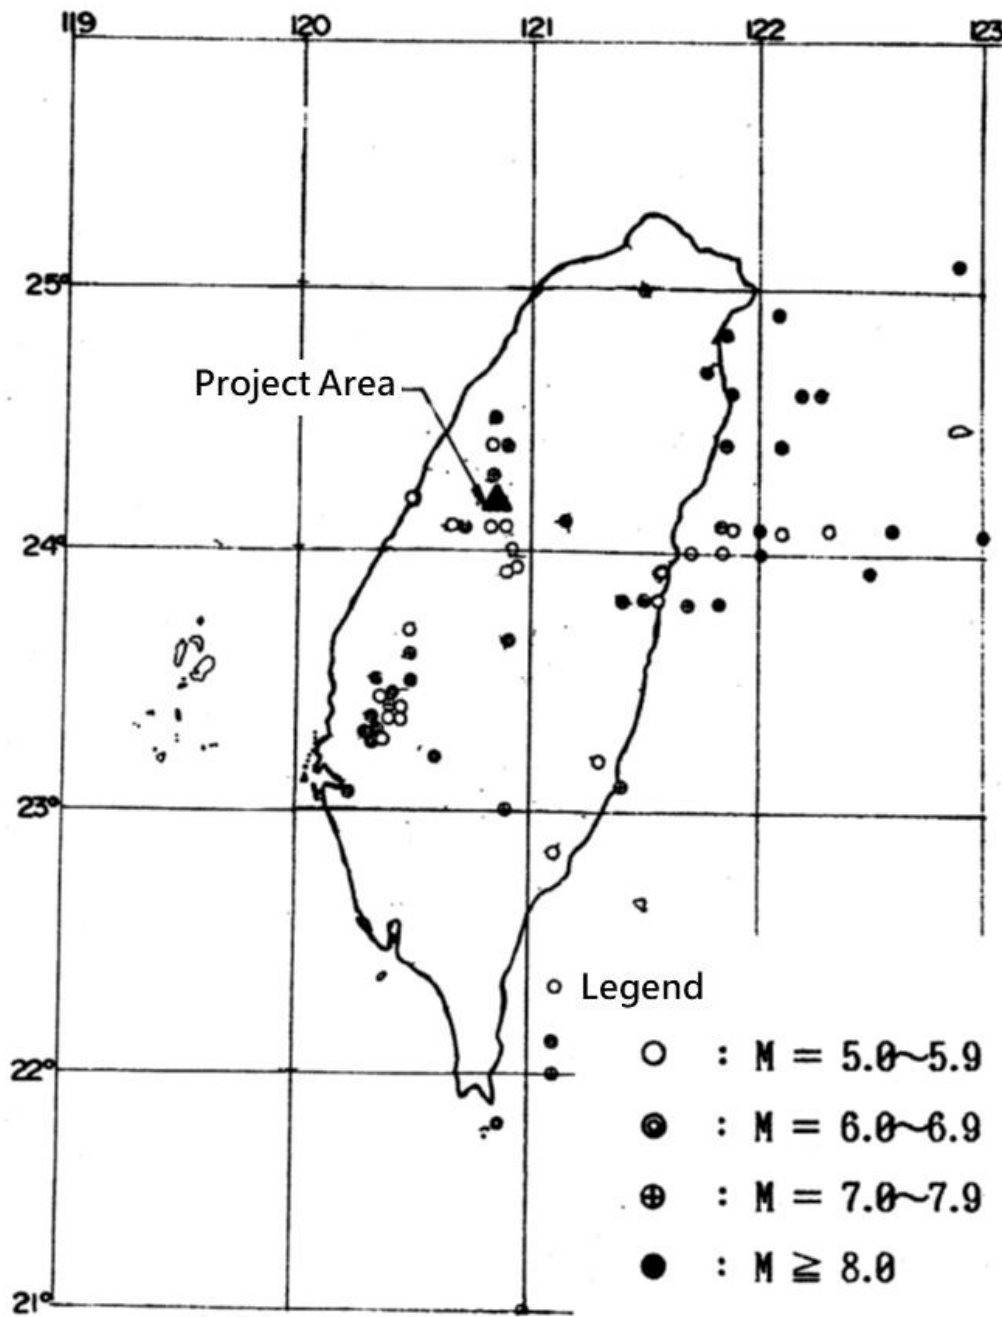 119 120 121 122 123
25°
Project Area
24°
23°
Legend
22°
○ : M = 5.0~5.9
◎ : M = 6.0~6.9
⊕ : M = 7.0~7.9
● : M ≧ 8.0
21°